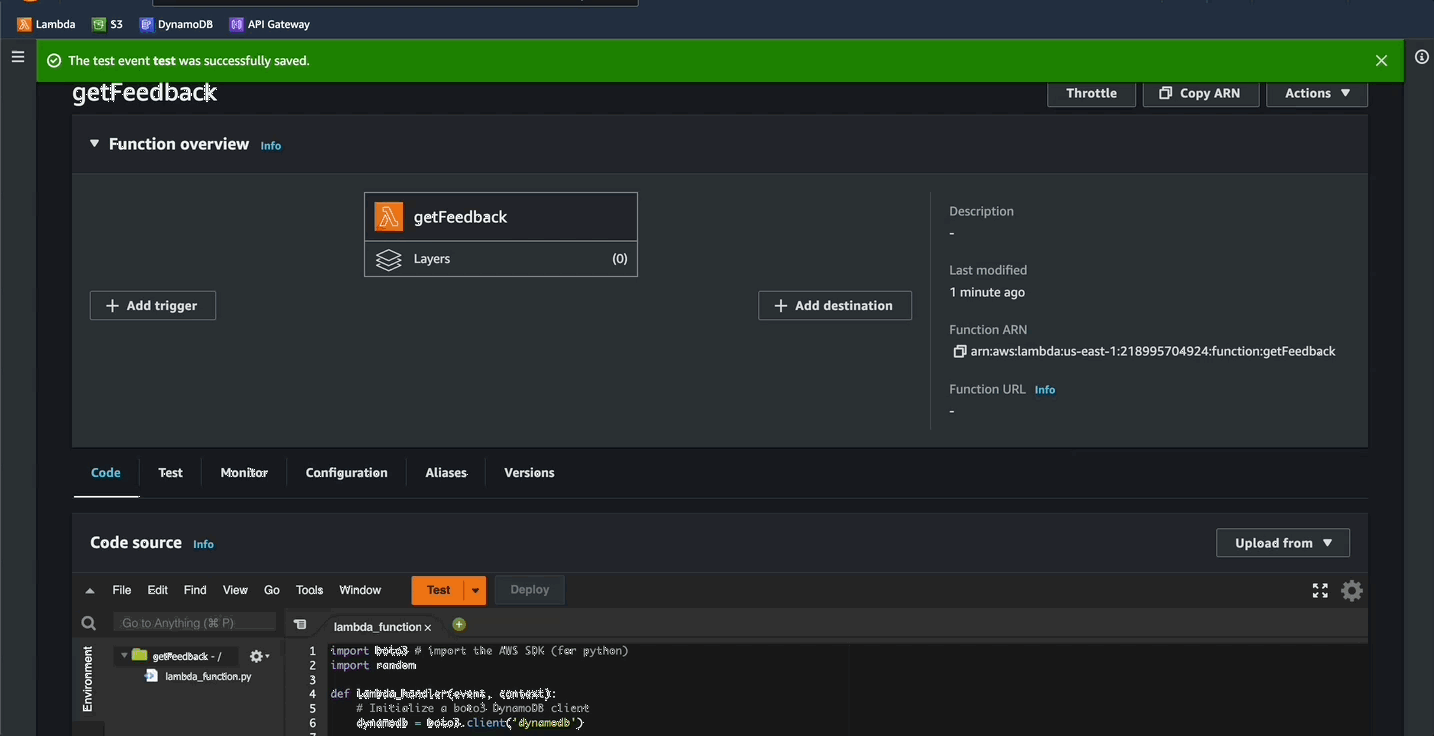 Lambda S3 DynamoDB API Gateway
The test event test was successfully saved.
getFeedback Throttle Copy ARN Actions
Function overview Info
getFeedback
Layers (0)
Add trigger
Add destination
Description
-
Last modified
1 minute ago
Function ARN
arn:aws:lambda:us-east-1:218995704924:function:getFeedback
Function URL Info
-
Code Test Monitor Configuration Aliases Versions
Code source Info Upload from
File Edit Find View Go Tools Window Test Deploy
Go to Anything (⌘ P) lambda_function
Environment
getFeedback - /
lambda_function.py
1 import boto3 # import the AWS SDK (for python)
2 import random
3
4 def lambda_handler(event, context):
5 # Initialize a boto3 DynamoDB client
6 dynamodb = boto3.client('dynamodb')